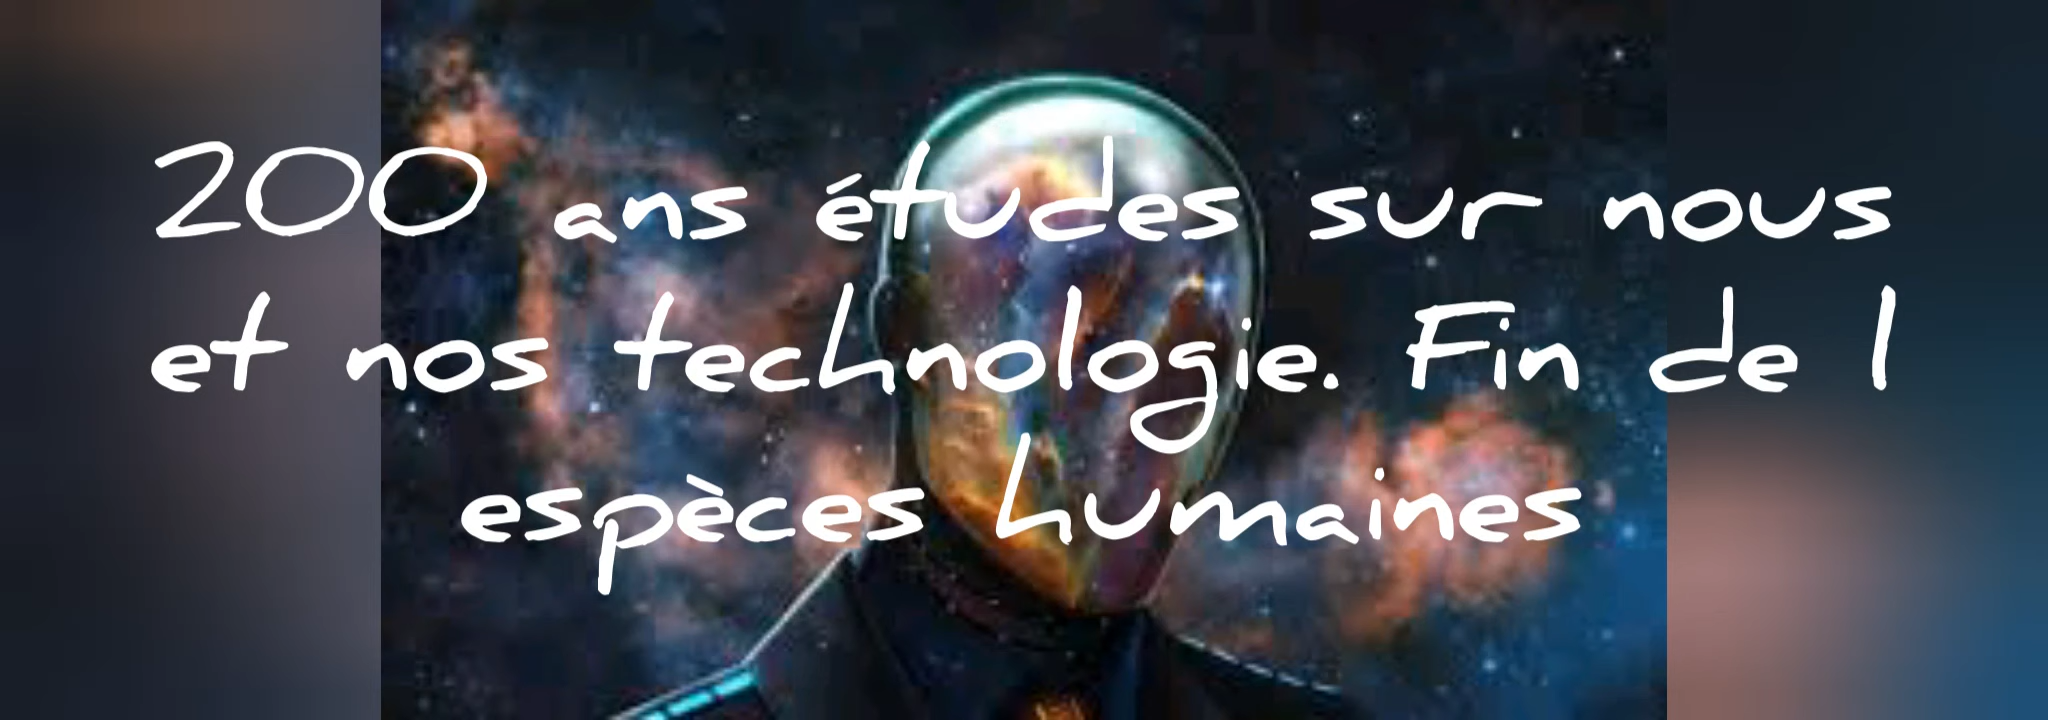 200 ans études sur nous
et nos technologie. Fin de l
espèces humaines